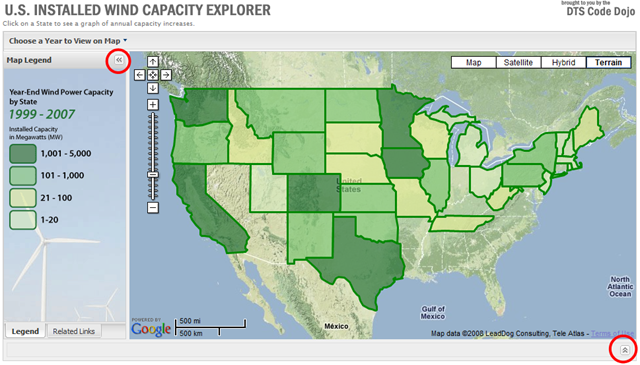 U.S. INSTALLED WIND CAPACITY EXPLORER
brought to you by the
DTS Code Dojo
Click on a State to see a graph of annual capacity increases.
Choose a Year to View on Map
Map Legend
Map
Satellite
Hybrid
Terrain
Year-End Wind Power Capacity
by State
1999 - 2007
Installed Capacity
in Megawatts (MW)
1,001 - 5,000
101 - 1,000
21 - 100
1-20
United
States
North
Atlantic
Ocean
Gulf of
Mexico
México
POWERED BY
Google
500 mi
500 km
Map data ©2008 LeadDog Consulting, Tele Atlas - Terms of Use
Legend
Related Links